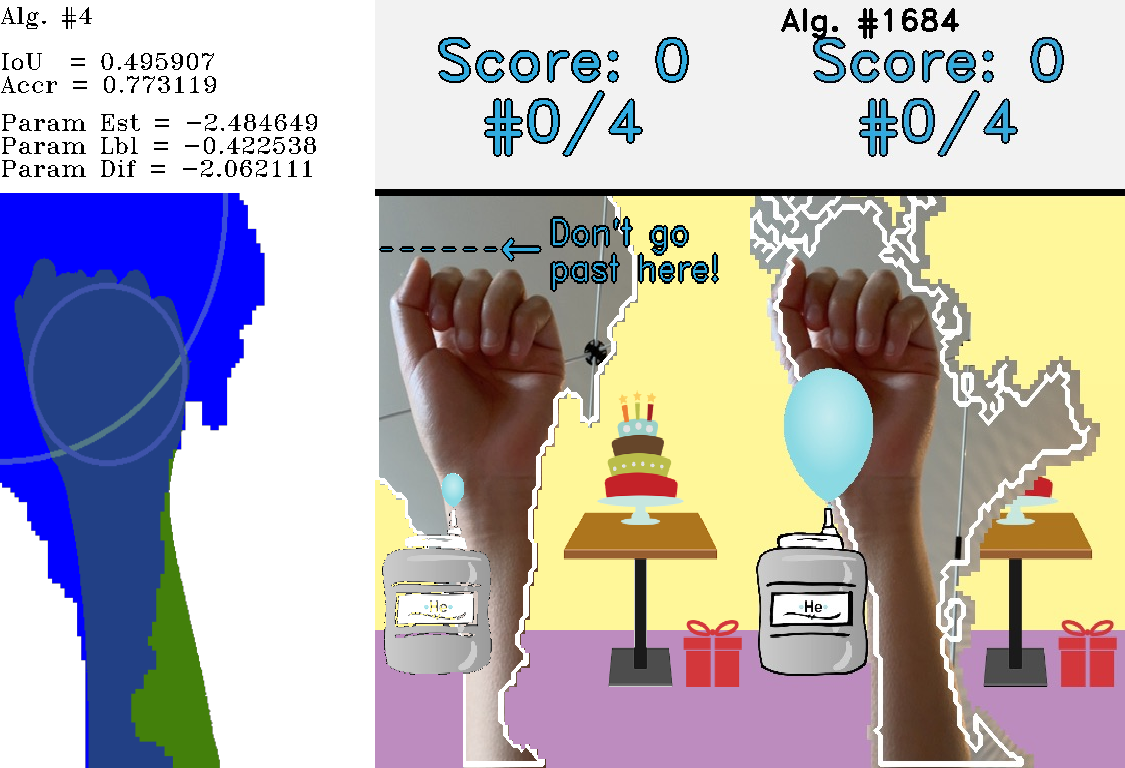 Alg. #4
IoU = 0.495907
Accr = 0.773119
Param Est = −2.484649
Param Lbl = −0.422538
Param Dif = −2.062111
Score: 0
#0/4
Don't go
past here!
He
Alg. #1684
Score: 0
#0/4
He